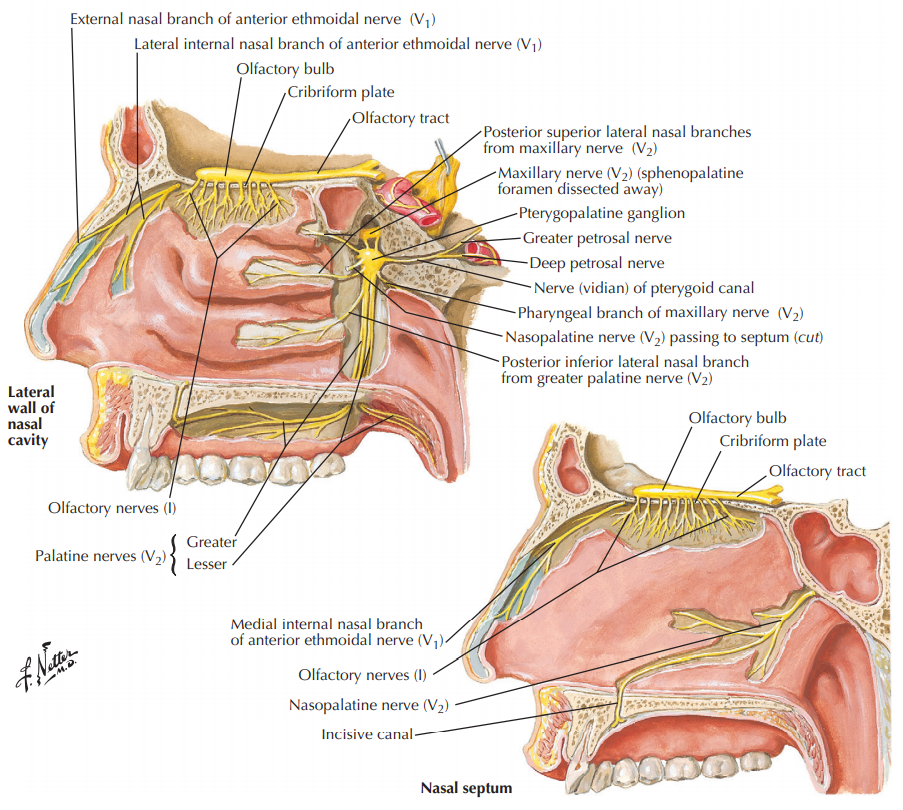 External nasal branch of anterior ethmoidal nerve (V1)
Lateral internal nasal branch of anterior ethmoidal nerve (V1)
Olfactory bulb
Cribriform plate
Olfactory tract
Posterior superior lateral nasal branches
from maxillary nerve (V2)
Maxillary nerve (V2) (sphenopalatine
foramen dissected away)
Pterygopalatine ganglion
Greater petrosal nerve
Deep petrosal nerve
Nerve (vidian) of pterygoid canal
Pharyngeal branch of maxillary nerve (V2)
Nasopalatine nerve (V2) passing to septum (cut)
Posterior inferior lateral nasal branch
from greater palatine nerve (V2)
Lateral
wall of
nasal
cavity
Olfactory nerves (I)
Palatine nerves (V2) {
Greater
Lesser
Olfactory bulb
Cribriform plate
Olfactory tract
Medial internal nasal branch
of anterior ethmoidal nerve (V1)
Olfactory nerves (I)
Nasopalatine nerve (V2)
Incisive canal
Nasal septum
F. Netter
M.D.